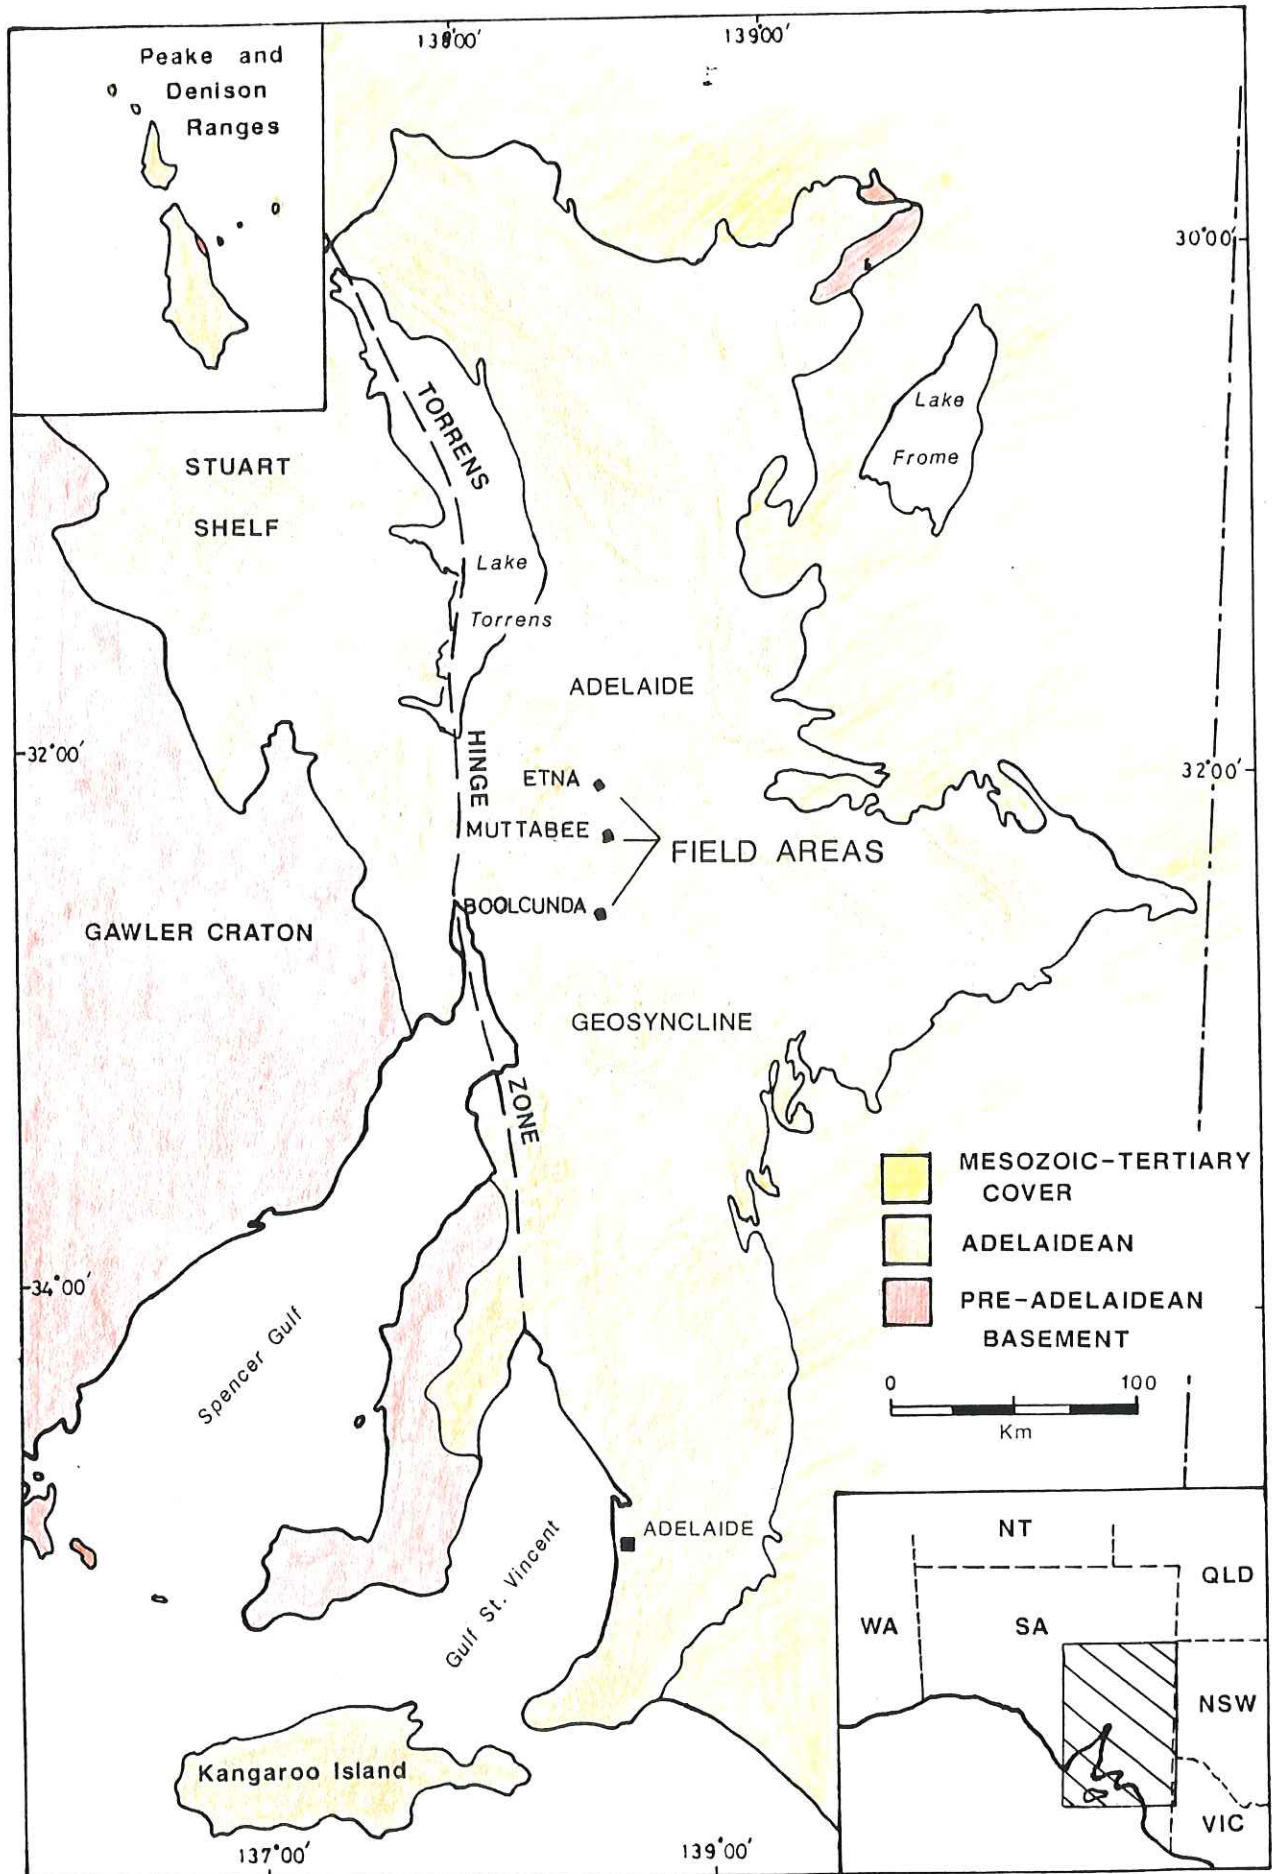 138°00'
139°00'
Peake and
Denison
Ranges
30°00'
TORRENS
Lake
Frome
STUART
SHELF
Lake
Torrens
ADELAIDE
HINGE
32°00'
32°00'
ETNA
MUTTABEE
FIELD AREAS
BOOLCUNDA
GAWLER CRATON
GEOSYNCLINE
ZONE
MESOZOIC-TERTIARY
COVER
ADELAIDEAN
PRE-ADELAIDEAN
BASEMENT
34°00'
Spencer Gulf
0 100
Km
ADELAIDE
Gulf St. Vincent
NT
QLD
WA
SA
NSW
VIC
Kangaroo Island
137°00'
139°00'